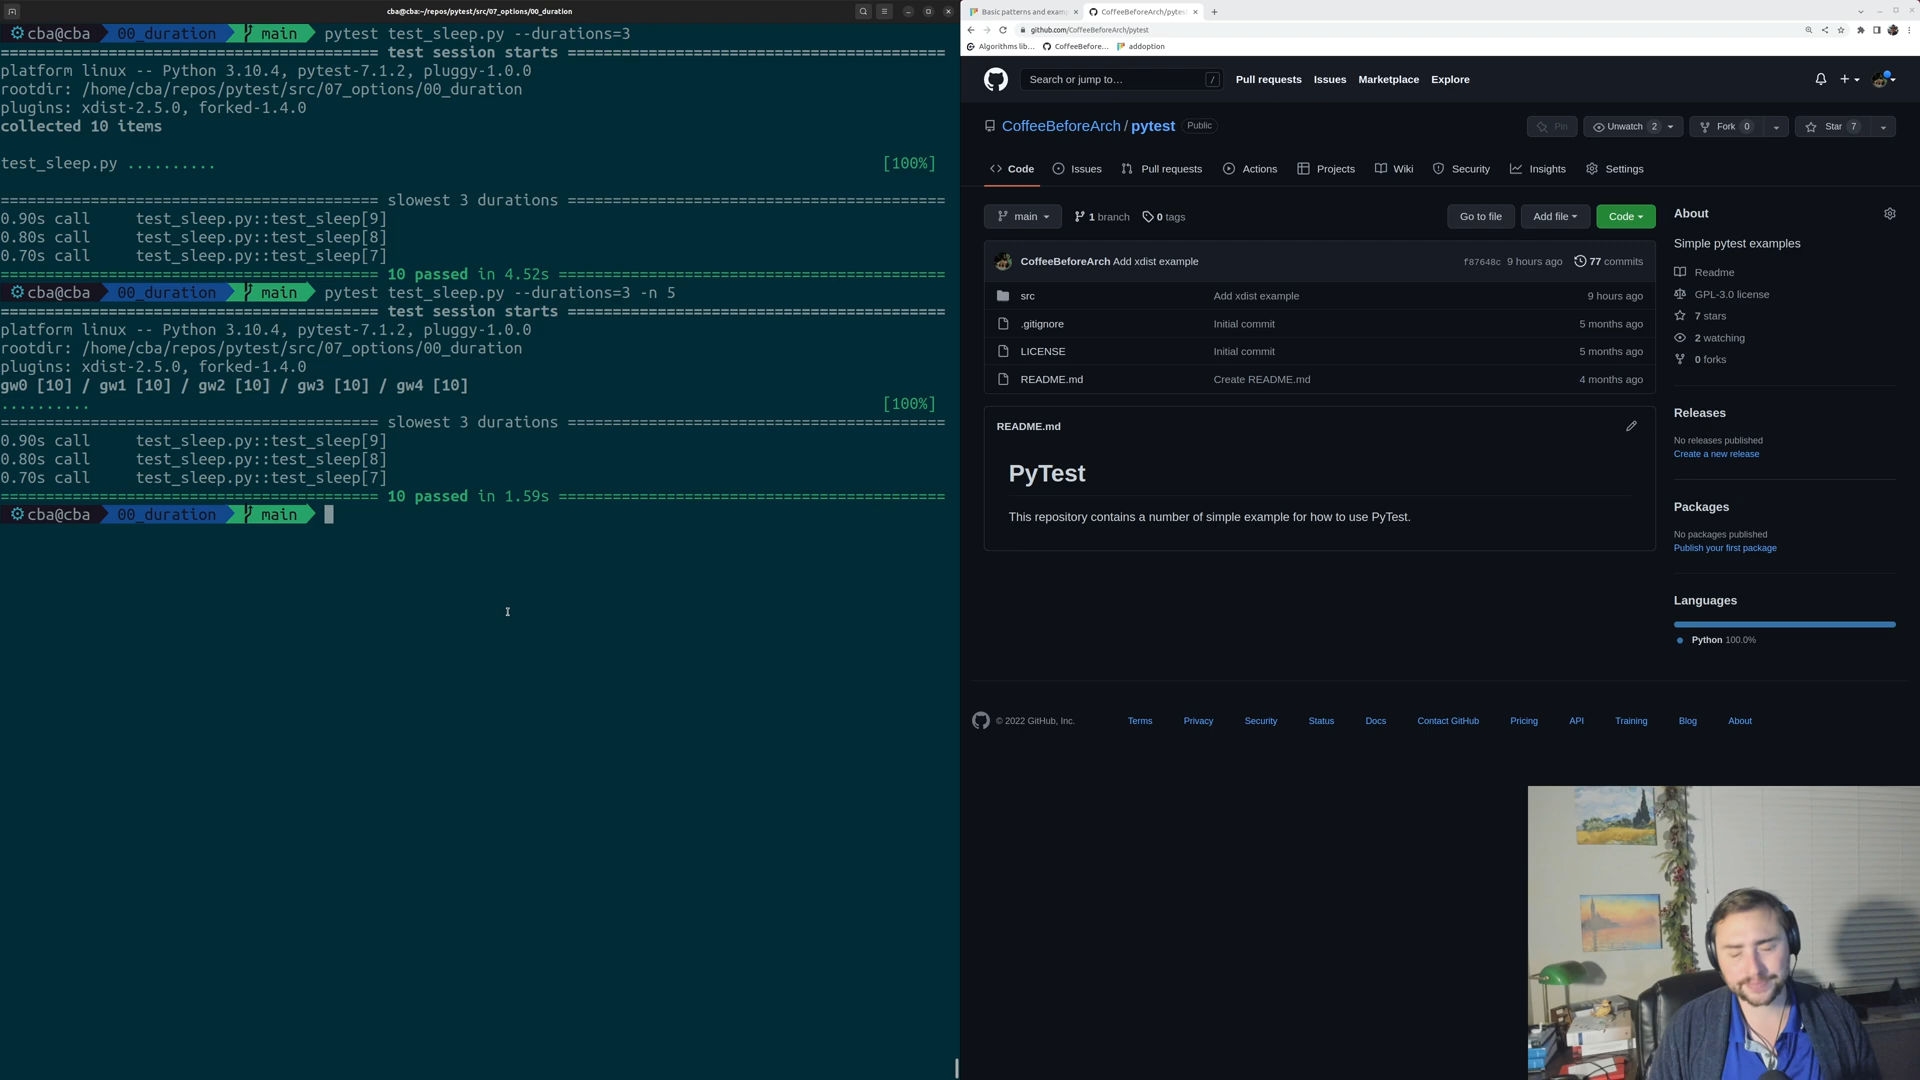 cba@cba:~/repos/pytest/src/07_options/00_duration
cba@cba 00_duration main pytest test_sleep.py --durations=3
========================================= test session starts =========================================
platform linux -- Python 3.10.4, pytest-7.1.2, pluggy-1.0.0
rootdir: /home/cba/repos/pytest/src/07_options/00_duration
plugins: xdist-2.5.0, forked-1.4.0
collected 10 items
test_sleep.py .......... [100%]
========================================= slowest 3 durations =========================================
0.90s call test_sleep.py::test_sleep[9]
0.80s call test_sleep.py::test_sleep[8]
0.70s call test_sleep.py::test_sleep[7]
========================================= 10 passed in 4.52s =========================================
cba@cba 00_duration main pytest test_sleep.py --durations=3 -n 5
========================================= test session starts =========================================
platform linux -- Python 3.10.4, pytest-7.1.2, pluggy-1.0.0
rootdir: /home/cba/repos/pytest/src/07_options/00_duration
plugins: xdist-2.5.0, forked-1.4.0
gw0 [10] / gw1 [10] / gw2 [10] / gw3 [10] / gw4 [10]
.......... [100%]
========================================= slowest 3 durations =========================================
0.90s call test_sleep.py::test_sleep[9]
0.80s call test_sleep.py::test_sleep[8]
0.70s call test_sleep.py::test_sleep[7]
========================================= 10 passed in 1.59s =========================================
cba@cba 00_duration main
Basic patterns and exam CoffeeBeforeArch/pytes
github.com/CoffeeBeforeArch/pytest
Algorithms lib... CoffeeBefore... addoption
Search or jump to... / Pull requests Issues Marketplace Explore
CoffeeBeforeArch / pytest Public Pin Unwatch 2 Fork 0 Star 7
Code Issues Pull requests Actions Projects Wiki Security Insights Settings
main 1 branch 0 tags Go to file Add file Code
CoffeeBeforeArch Add xdist example f87648c 9 hours ago 77 commits
src Add xdist example 9 hours ago
.gitignore Initial commit 5 months ago
LICENSE Initial commit 5 months ago
README.md Create README.md 4 months ago
README.md
PyTest
This repository contains a number of simple example for how to use PyTest.
About
Simple pytest examples
Readme
GPL-3.0 license
7 stars
2 watching
0 forks
Releases
No releases published
Create a new release
Packages
No packages published
Publish your first package
Languages
Python 100.0%
© 2022 GitHub, Inc. Terms Privacy Security Status Docs Contact GitHub Pricing API Training Blog About